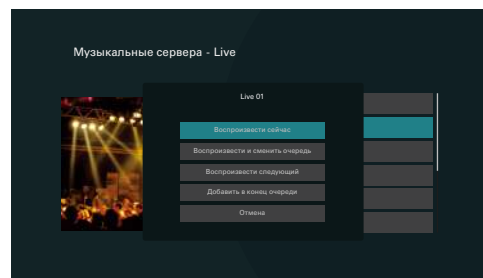 Музыкальные сервера - Live
Live 01
Воспроизвести сейчас
Воспроизвести и сменить очередь
Воспроизвести следующий
Добавить в конец очереди
Отмена